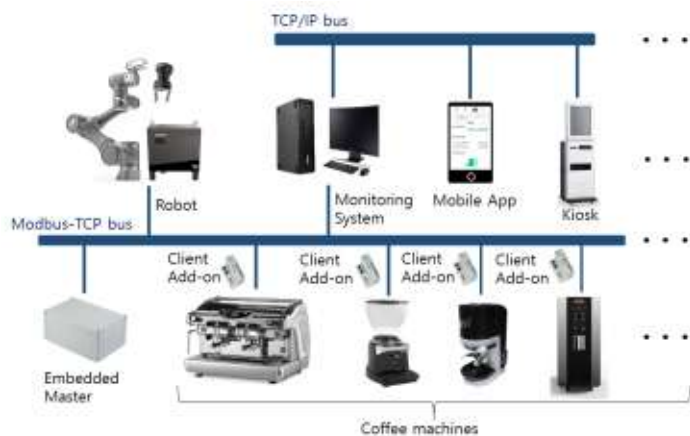 TCP/IP bus
Robot
Monitoring
System
Mobile App
Kiosk
Modbus-TCP bus
Client
Add-on
Client
Add-on
Client
Add-on
Client
Add-on
Embedded
Master
Coffee machines